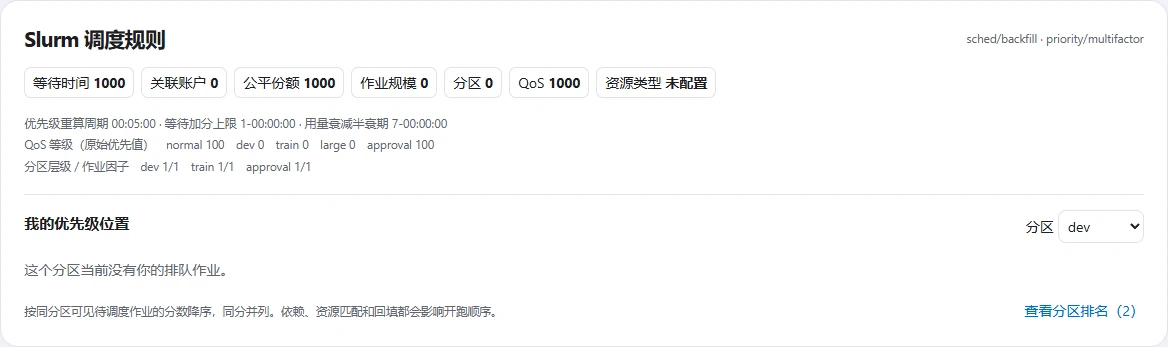 Slurm 调度规则
sched/backfill · priority/multifactor
等待时间 1000 关联账户 0 公平份额 1000 作业规模 0 分区 0 QoS 1000 资源类型 未配置
优先级重算周期 00:05:00 · 等待加分上限 1-00:00:00 · 用量衰减半衰期 7-00:00:00
QoS 等级（原始优先值） normal 100 dev 0 train 0 large 0 approval 100
分区层级 / 作业因子 dev 1/1 train 1/1 approval 1/1
我的优先级位置
分区 dev
这个分区当前没有你的排队作业。
按同分区可见待调度作业的分数降序，同分并列。依赖、资源匹配和回填都会影响开跑顺序。
查看分区排名（2）